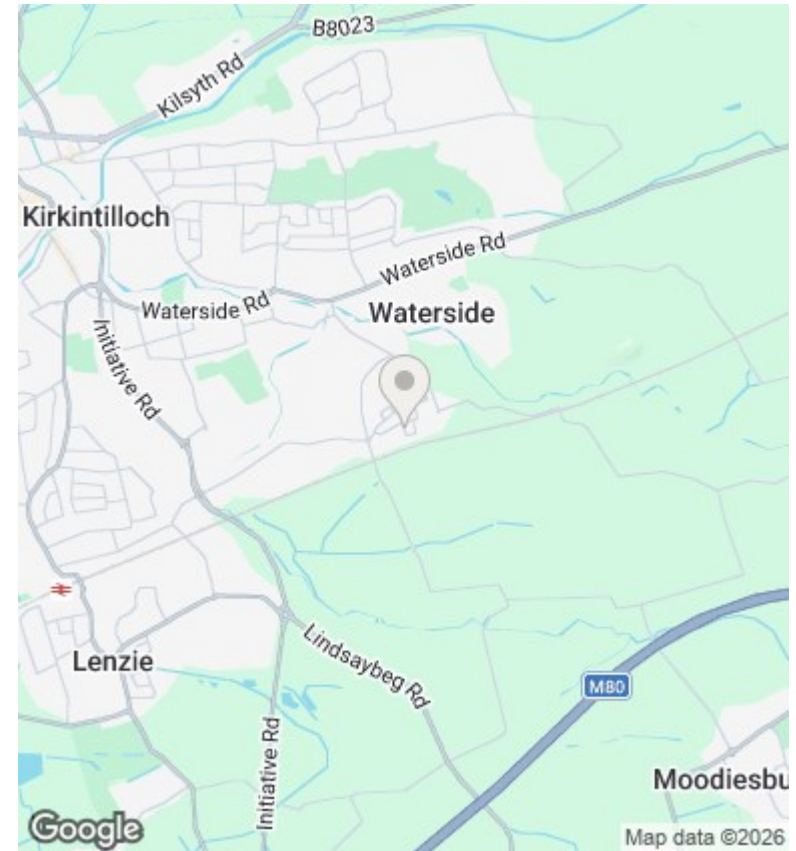 B8023
Kilsyth Rd
Kirkintilloch
Waterside Rd
Waterside Rd
Waterside
Initiative Rd
Lenzie
Lindsaybeg Rd
M80
Initiative Rd
Moodiesbu
Google
Map data ©2026